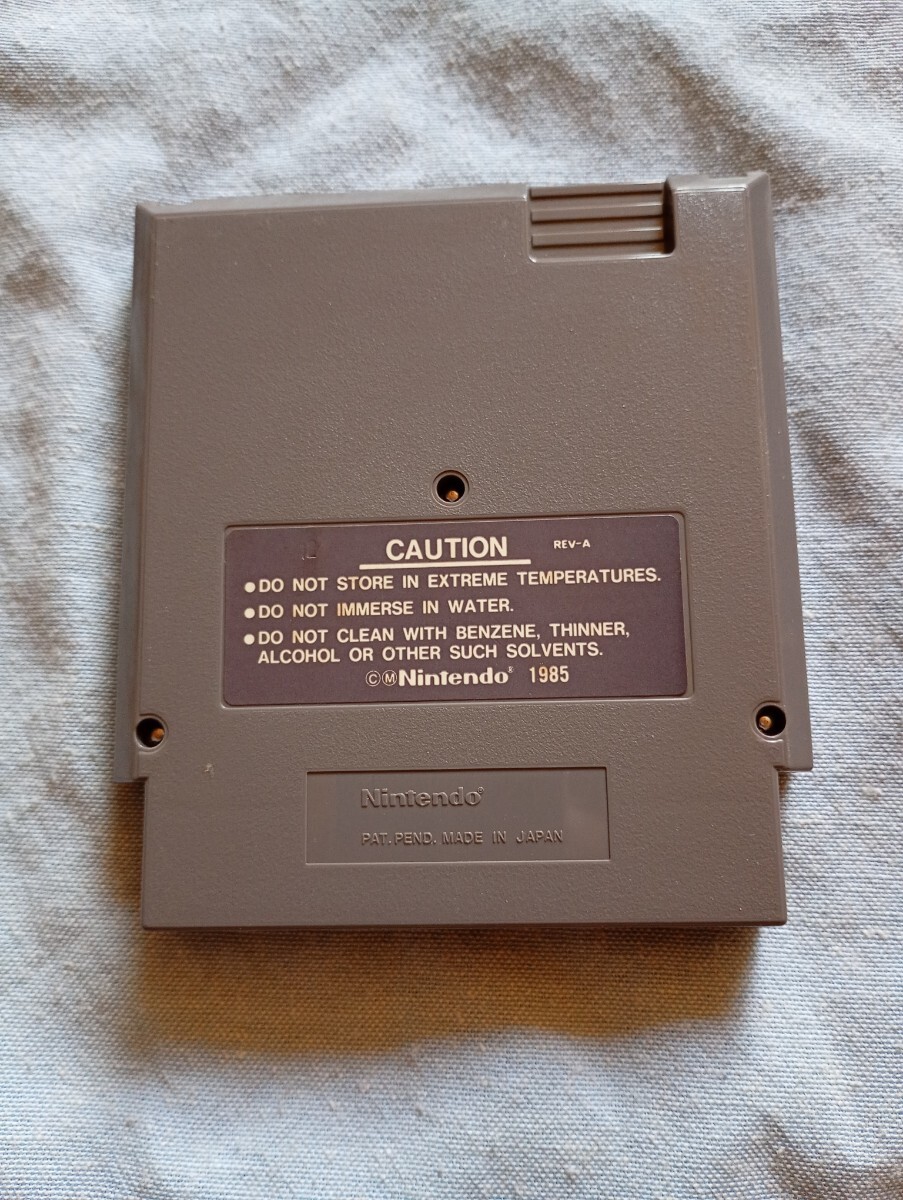 CAUTION REV-A
●DO NOT STORE IN EXTREME TEMPERATURES.
●DO NOT IMMERSE IN WATER.
●DO NOT CLEAN WITH BENZENE, THINNER,
ALCOHOL OR OTHER SUCH SOLVENTS.
©ⓂNintendo® 1985
Nintendo®
PAT. PEND. MADE IN JAPAN